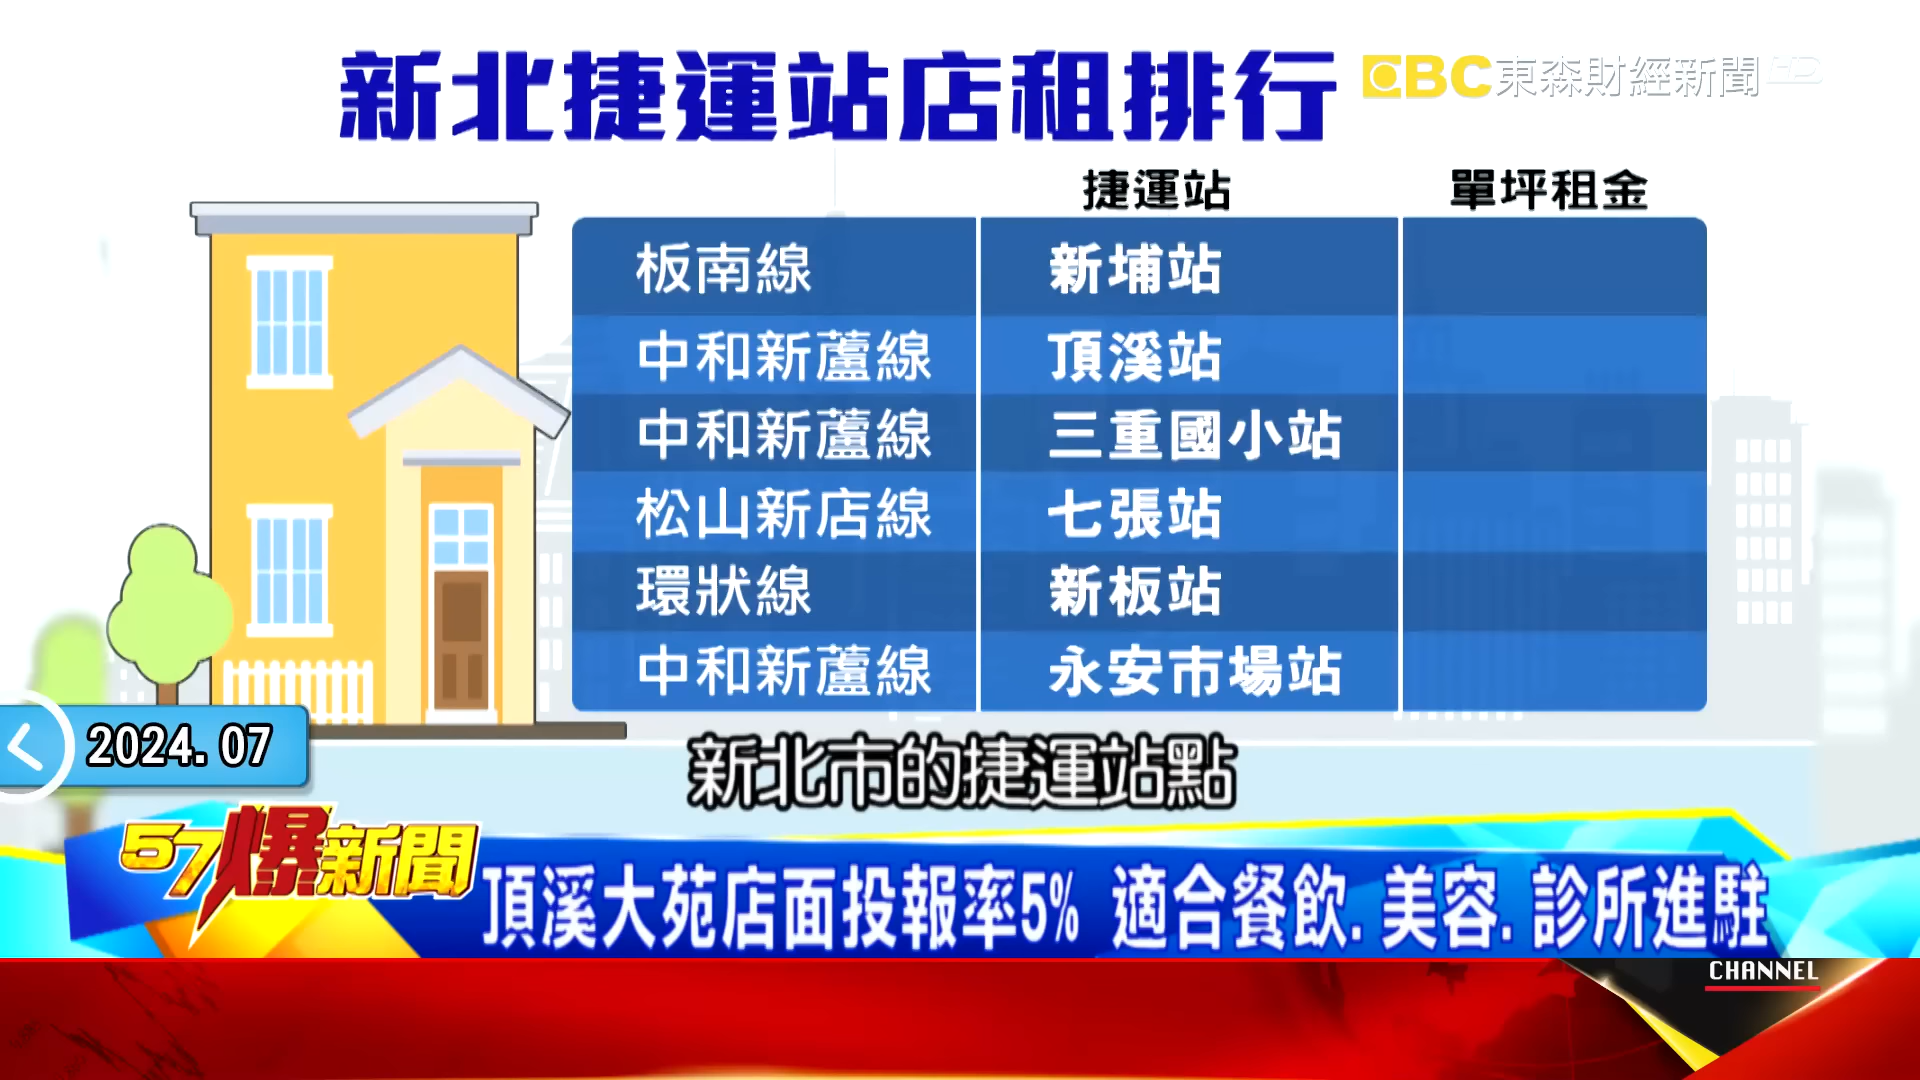 新北捷運站店租排行
EBC東森財經新聞HD
捷運站 單坪租金
板南線 新埔站
中和新蘆線 頂溪站
中和新蘆線 三重國小站
松山新店線 七張站
環狀線 新板站
中和新蘆線 永安市場站
2024.07
新北市的捷運站點
57爆新聞
頂溪大苑店面投報率5% 適合餐飲.美容.診所進駐
CHANNEL